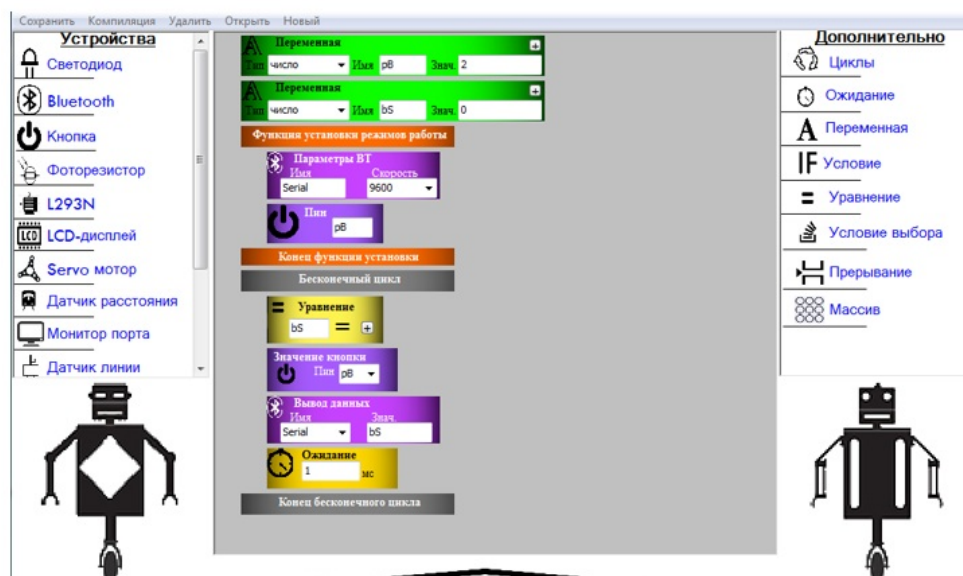 Сохранить Компиляция Удалить Открыть Новый
Устройства
Светодиод
Bluetooth
Кнопка
Фоторезистор
L293N
LCD
LCD-дисплей
Servo мотор
Датчик расстояния
Монитор порта
Датчик линии
Переменная
Тип число Имя pB Знач. 2
Переменная
Тип число Имя bS Знач. 0
Функция установки режимов работы
Параметры BT
Имя Скорость
Serial 9600
Пин
pB
Конец функции установки
Бесконечный цикл
Уравнение
bS = +
Значение кнопки
Пин pB
Вывод данных
Имя Знач.
Serial bS
Ожидание
1 мс
Конец бесконечного цикла
Дополнительно
Циклы
Ожидание
A Переменная
IF Условие
= Уравнение
Условие выбора
Прерывание
Массив